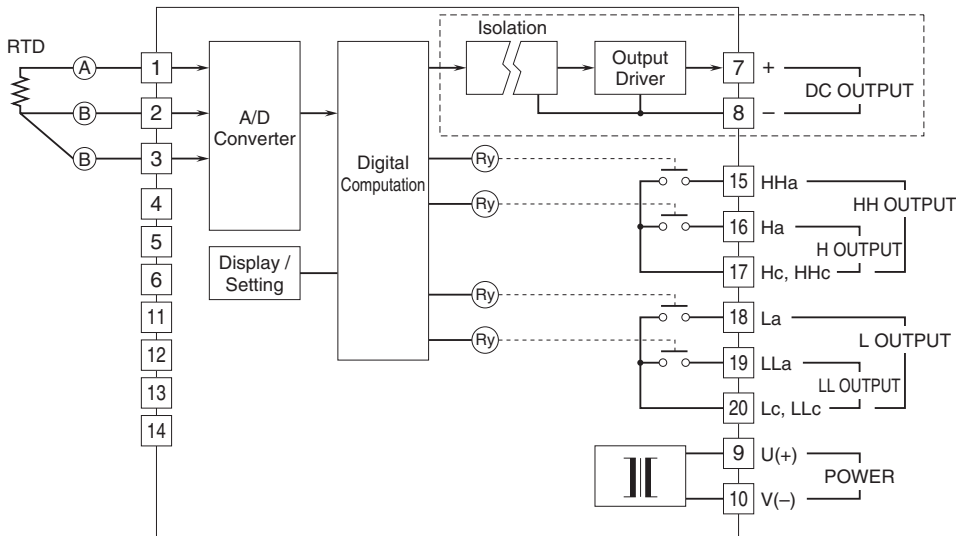 Isolation
RTD
A
1
A/D
Converter
Output
Driver
7
+
DC OUTPUT
B
2
8
–
B
3
Digital
Computation
Ry
15
HHa
HH OUTPUT
4
Ry
16
Ha
H OUTPUT
5
17
Hc, HHc
Display /
Setting
6
Ry
18
La
L OUTPUT
11
Ry
19
LLa
LL OUTPUT
12
20
Lc, LLc
13
14
9
U(+)
POWER
10
V(–)